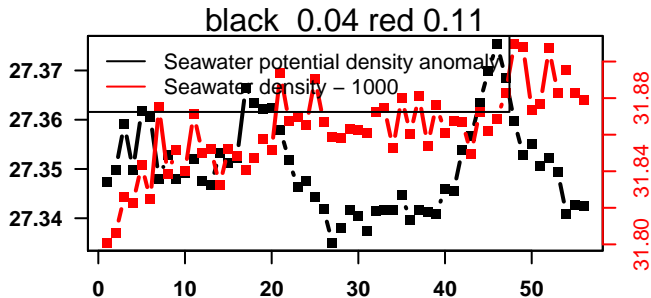 black 0.04 red 0.11
Seawater potential density anomaly
Seawater density − 1000
27.37
27.36
27.35
27.34
31.88
31.84
31.80
0 10 20 30 40 50